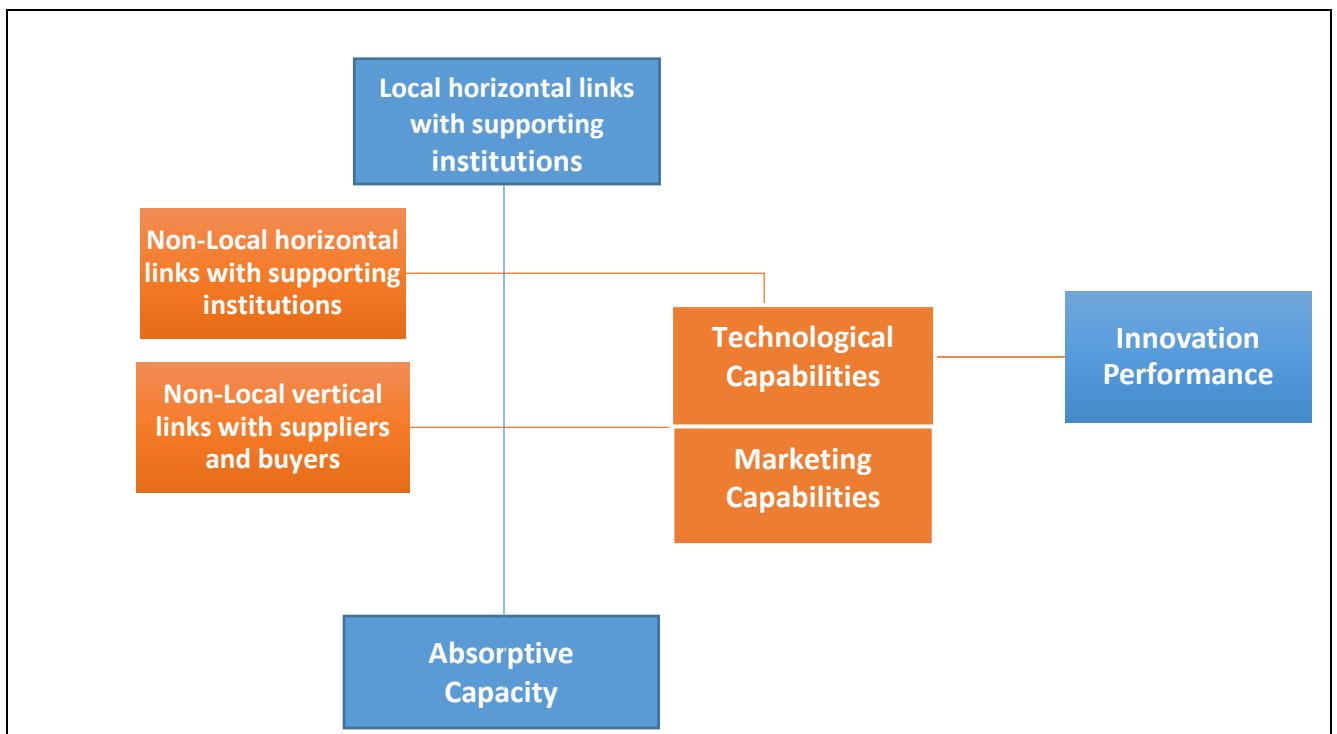 Local horizontal links
with supporting
institutions
Non-Local horizontal
links with supporting
institutions
Non-Local vertical
links with suppliers
and buyers
Technological
Capabilities
Marketing
Capabilities
Innovation
Performance
Absorptive
Capacity